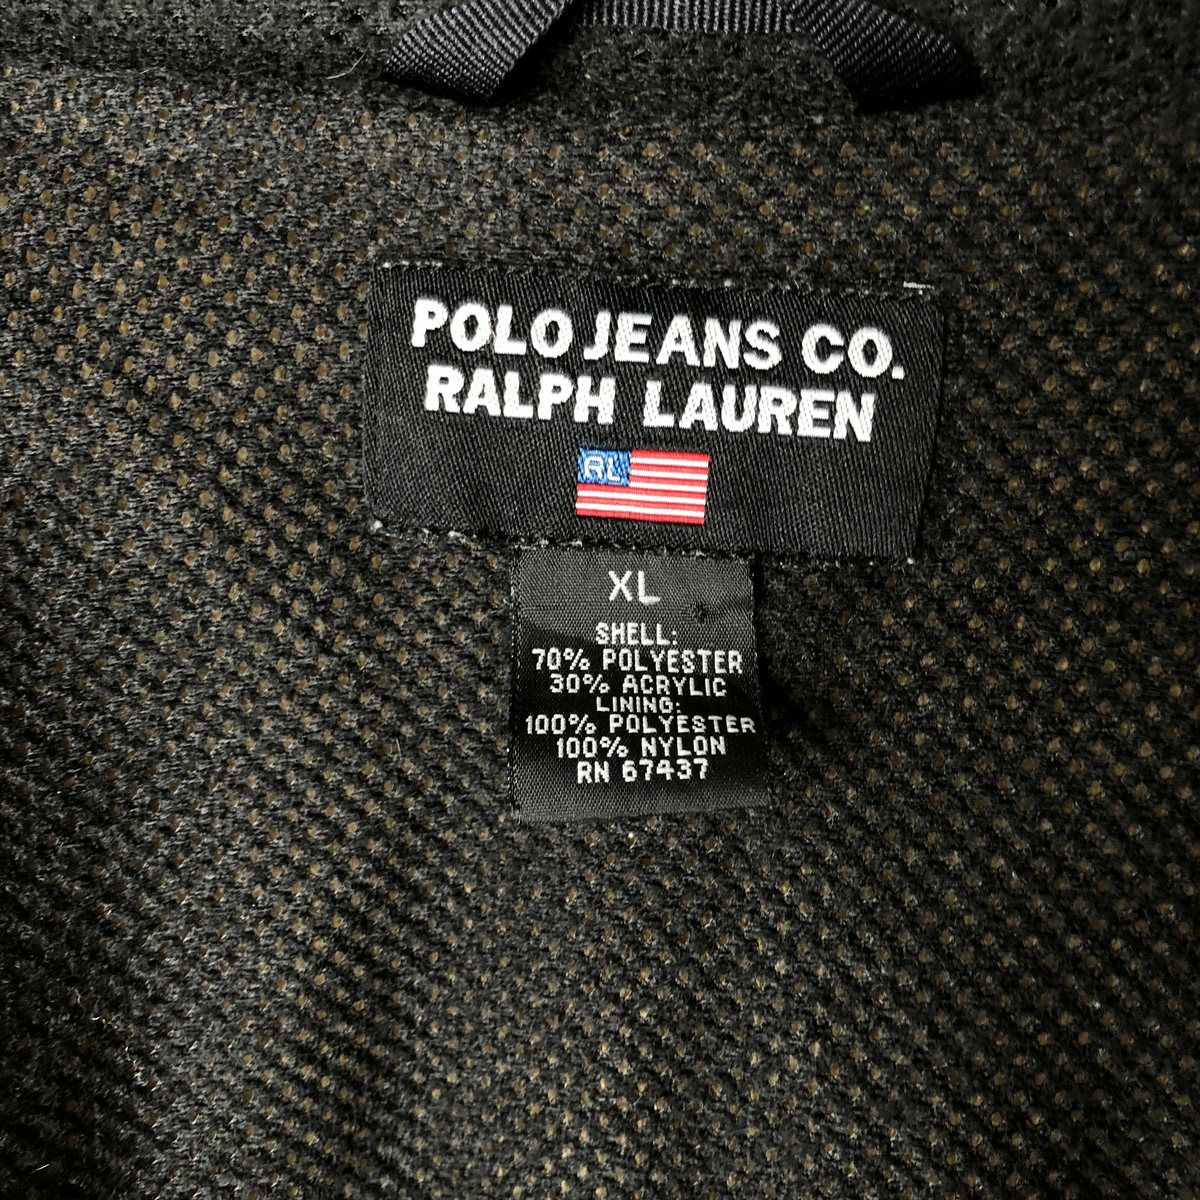 POLO JEANS CO.
RALPH LAUREN
RL
XL
SHELL:
70% POLYESTER
30% ACRYLIC
LINING:
100% POLYESTER
100% NYLON
RN 67437